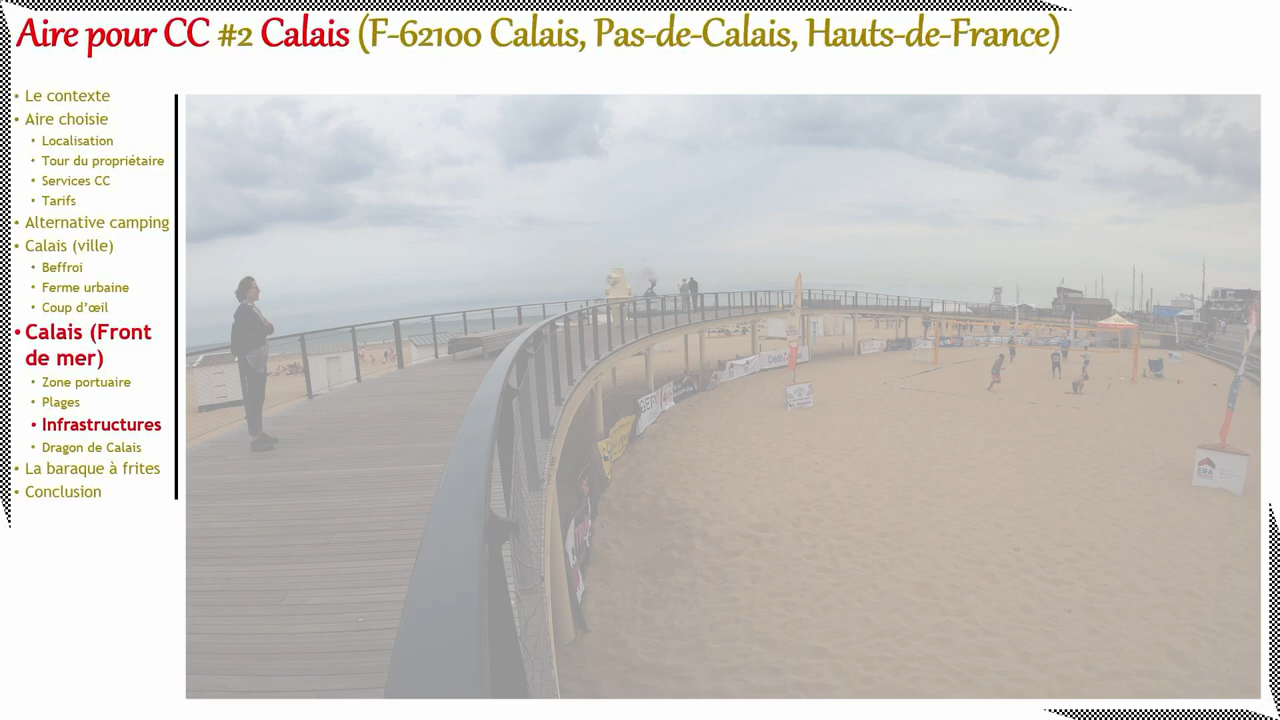 Aire pour CC #2 Calais (F-62100 Calais, Pas-de-Calais, Hauts-de-France)
• Le contexte
• Aire choisie
• Localisation
• Tour du propriétaire
• Services CC
• Tarifs
• Alternative camping
• Calais (ville)
• Beffroi
• Ferme urbaine
• Coup d’œil
• Calais (Front
de mer)
• Zone portuaire
• Plages
• Infrastructures
• Dragon de Calais
• La baraque à frites
• Conclusion
ERA